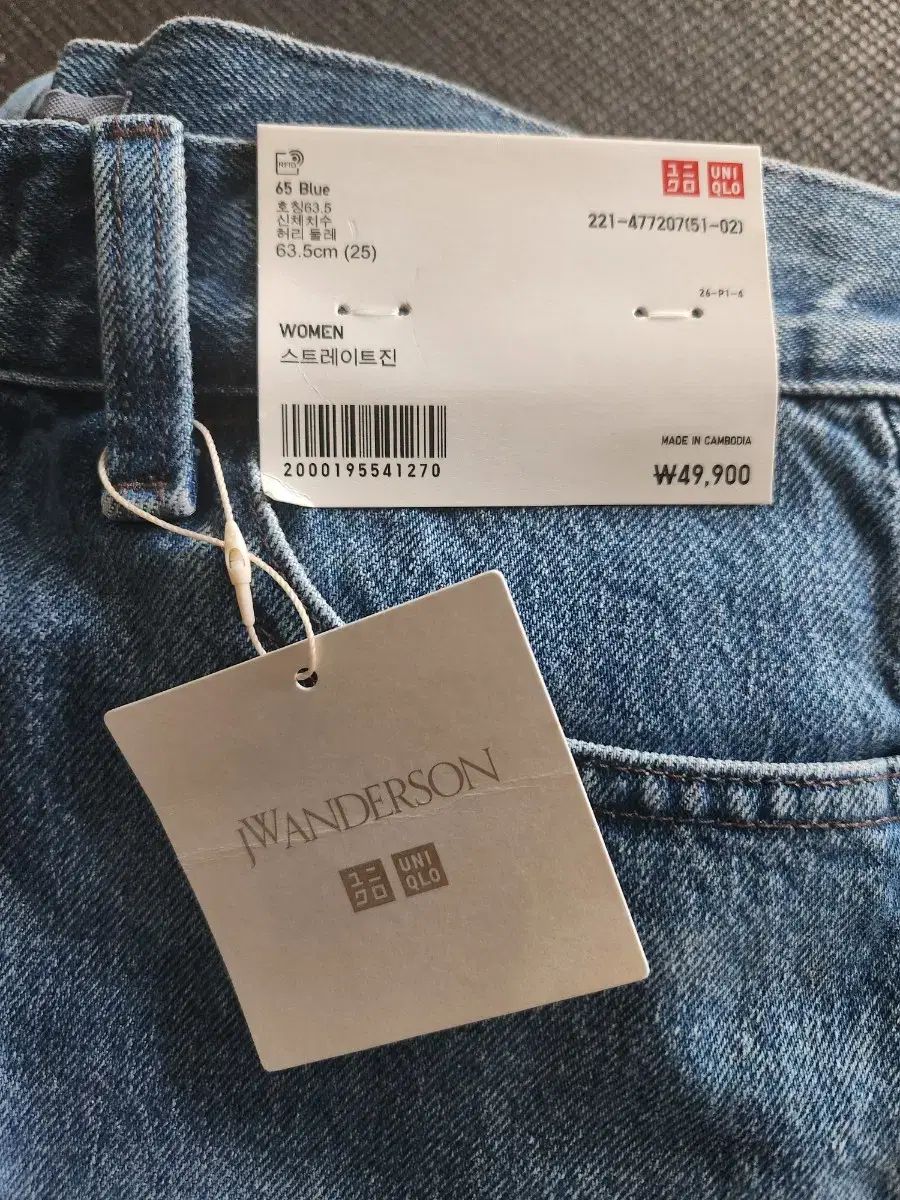 RFID
65 Blue
호칭63.5
신체치수
허리 둘레
63.5cm (25)
ユニ
クロ
UNI
QLO
221-477207(51-02)
26-P1-6
WOMEN
스트레이트진
2000195541270
MADE IN CAMBODIA
₩49,900
JWANDERSON
ユニ
クロ
UNI
QLO